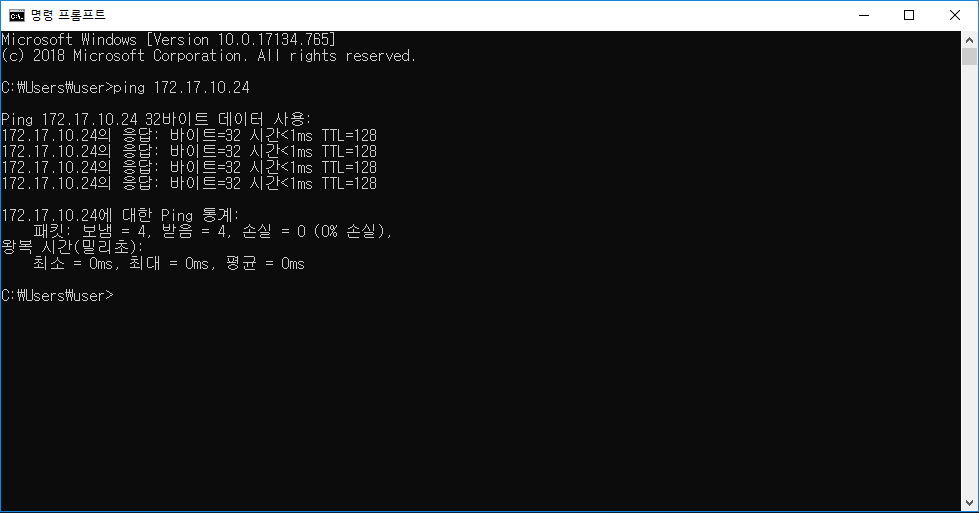 명령 프롬프트
Microsoft Windows [Version 10.0.17134.765]
(c) 2018 Microsoft Corporation. All rights reserved.
C:₩Users₩user>ping 172.17.10.24
Ping 172.17.10.24 32바이트 데이터 사용:
172.17.10.24의 응답: 바이트=32 시간<1ms TTL=128
172.17.10.24의 응답: 바이트=32 시간<1ms TTL=128
172.17.10.24의 응답: 바이트=32 시간<1ms TTL=128
172.17.10.24의 응답: 바이트=32 시간<1ms TTL=128
172.17.10.24에 대한 Ping 통계:
패킷: 보냄 = 4, 받음 = 4, 손실 = 0 (0% 손실),
왕복 시간(밀리초):
최소 = 0ms, 최대 = 0ms, 평균 = 0ms
C:₩Users₩user>